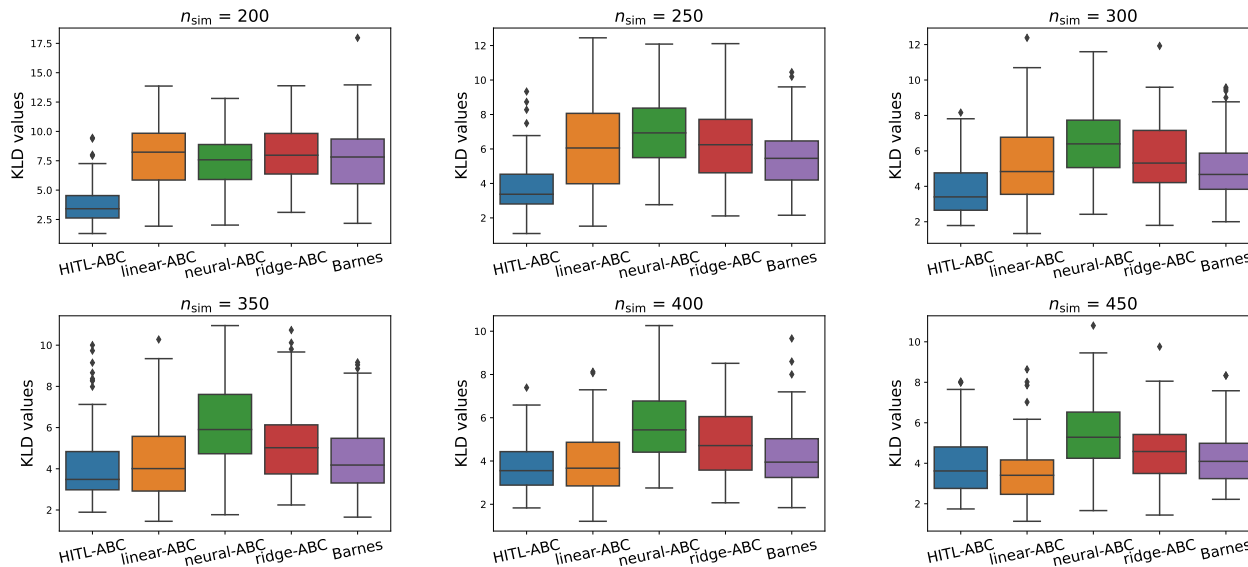 n_sim = 200
KLD values
17.5
15.0
12.5
10.0
7.5
5.0
2.5
HITL-ABC linear-ABC neural-ABC ridge-ABC Barnes
n_sim = 250
KLD values
12
10
8
6
4
2
HITL-ABC linear-ABC neural-ABC ridge-ABC Barnes
n_sim = 300
KLD values
12
10
8
6
4
2
HITL-ABC linear-ABC neural-ABC ridge-ABC Barnes
n_sim = 350
KLD values
10
8
6
4
2
HITL-ABC linear-ABC neural-ABC ridge-ABC Barnes
n_sim = 400
KLD values
10
8
6
4
2
HITL-ABC linear-ABC neural-ABC ridge-ABC Barnes
n_sim = 450
KLD values
10
8
6
4
2
HITL-ABC linear-ABC neural-ABC ridge-ABC Barnes